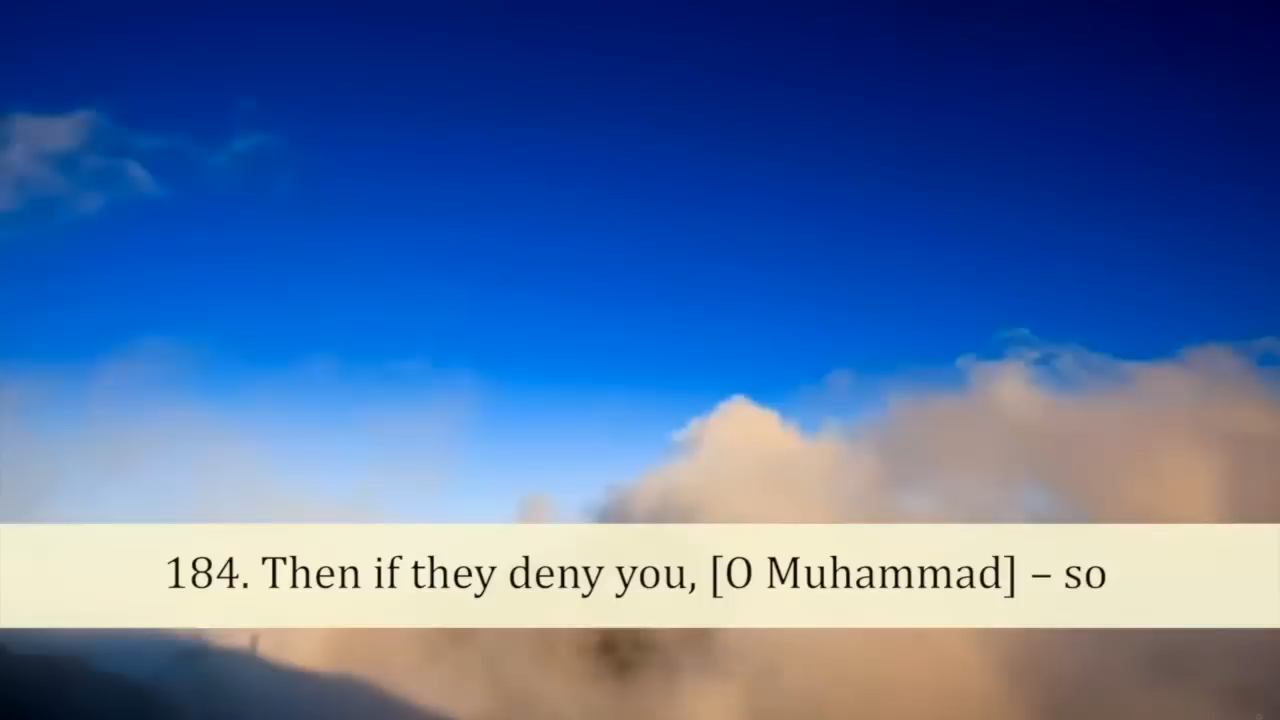 184. Then if they deny you, [O Muhammad] – so